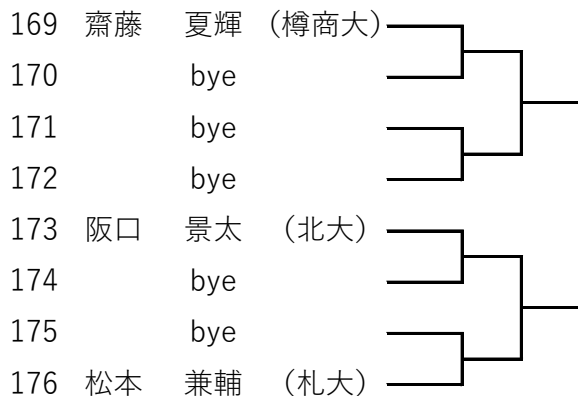 169 齋藤 夏輝 (樽商大)
170 bye
171 bye
172 bye
173 阪口 景太 (北大)
174 bye
175 bye
176 松本 兼輔 (札大)